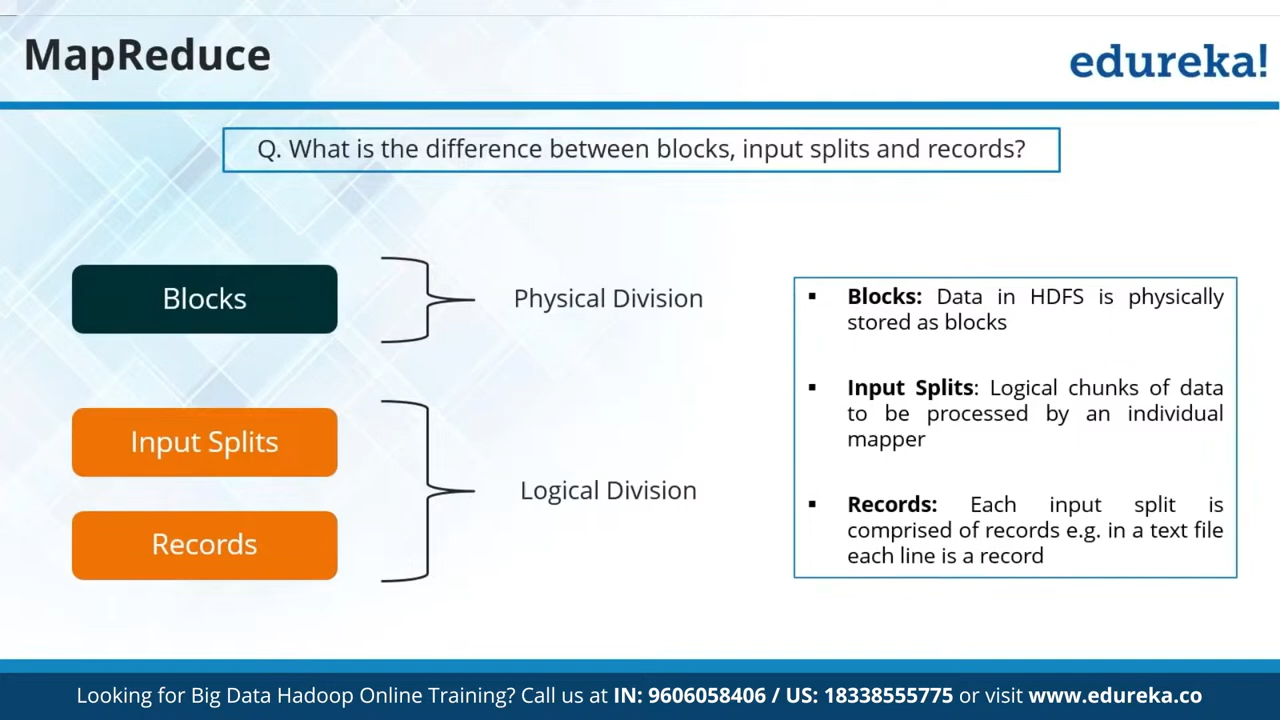 MapReduce
edureka!
Q. What is the difference between blocks, input splits and records?
Blocks
Physical Division
Input Splits
Logical Division
Records
▪ Blocks: Data in HDFS is physically
stored as blocks
▪ Input Splits: Logical chunks of data
to be processed by an individual
mapper
▪ Records: Each input split is
comprised of records e.g. in a text file
each line is a record
Looking for Big Data Hadoop Online Training? Call us at IN: 9606058406 / US: 18338555775 or visit www.edureka.co